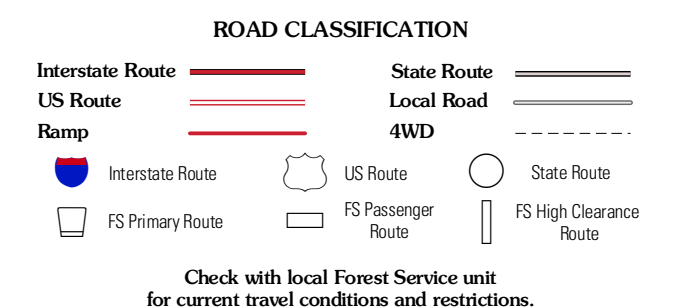 ROAD CLASSIFICATION
Interstate Route
State Route
US Route
Local Road
Ramp
4WD
Interstate Route
US Route
State Route
FS Primary Route
FS Passenger
Route
FS High Clearance
Route
Check with local Forest Service unit
for current travel conditions and restrictions.